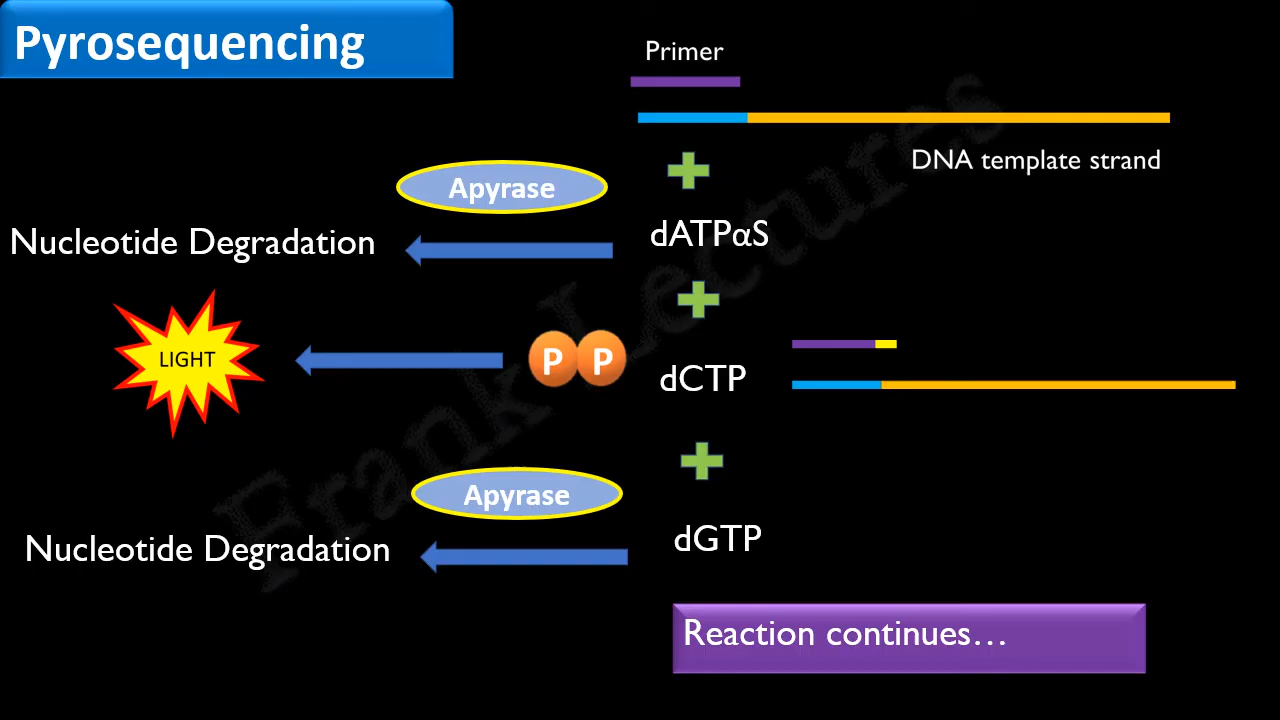 Pyrosequencing
Primer
DNA template strand
Apyrase
Nucleotide Degradation
dATPαS
LIGHT
P P
dCTP
Apyrase
Nucleotide Degradation
dGTP
Reaction continues…
Frank Lectures